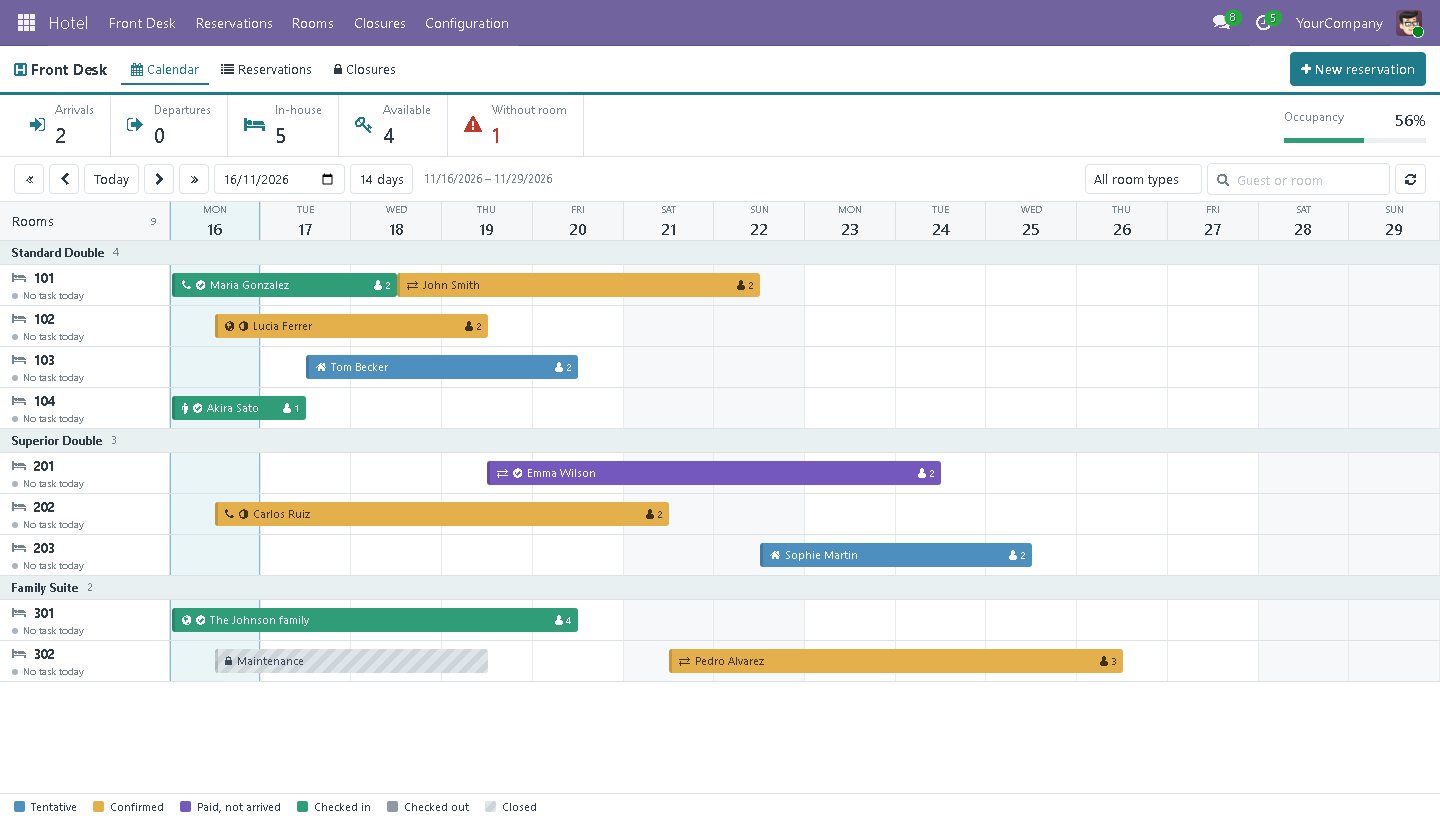 Hotel Front Desk Reservations Rooms Closures Configuration 8 5 YourCompany
Front Desk Calendar Reservations Closures New reservation
Arrivals 2
Departures 0
In-house 5
Available 4
Without room 1
Occupancy 56%
« Today » 16/11/2026 14 days 11/16/2026 – 11/29/2026 All room types Guest or room
Rooms 9
MON 16
TUE 17
WED 18
THU 19
FRI 20
SAT 21
SUN 22
MON 23
TUE 24
WED 25
THU 26
FRI 27
SAT 28
SUN 29
Standard Double 4
101 Maria Gonzalez 2 John Smith 2
No task today
102 Lucia Ferrer 2
No task today
103 Tom Becker 2
No task today
104 Akira Sato 1
No task today
Superior Double 3
201 Emma Wilson 2
No task today
202 Carlos Ruiz 2
No task today
203 Sophie Martin 2
No task today
Family Suite 2
301 The Johnson family 4
No task today
302 Maintenance Pedro Alvarez 3
No task today
Tentative Confirmed Paid, not arrived Checked in Checked out Closed